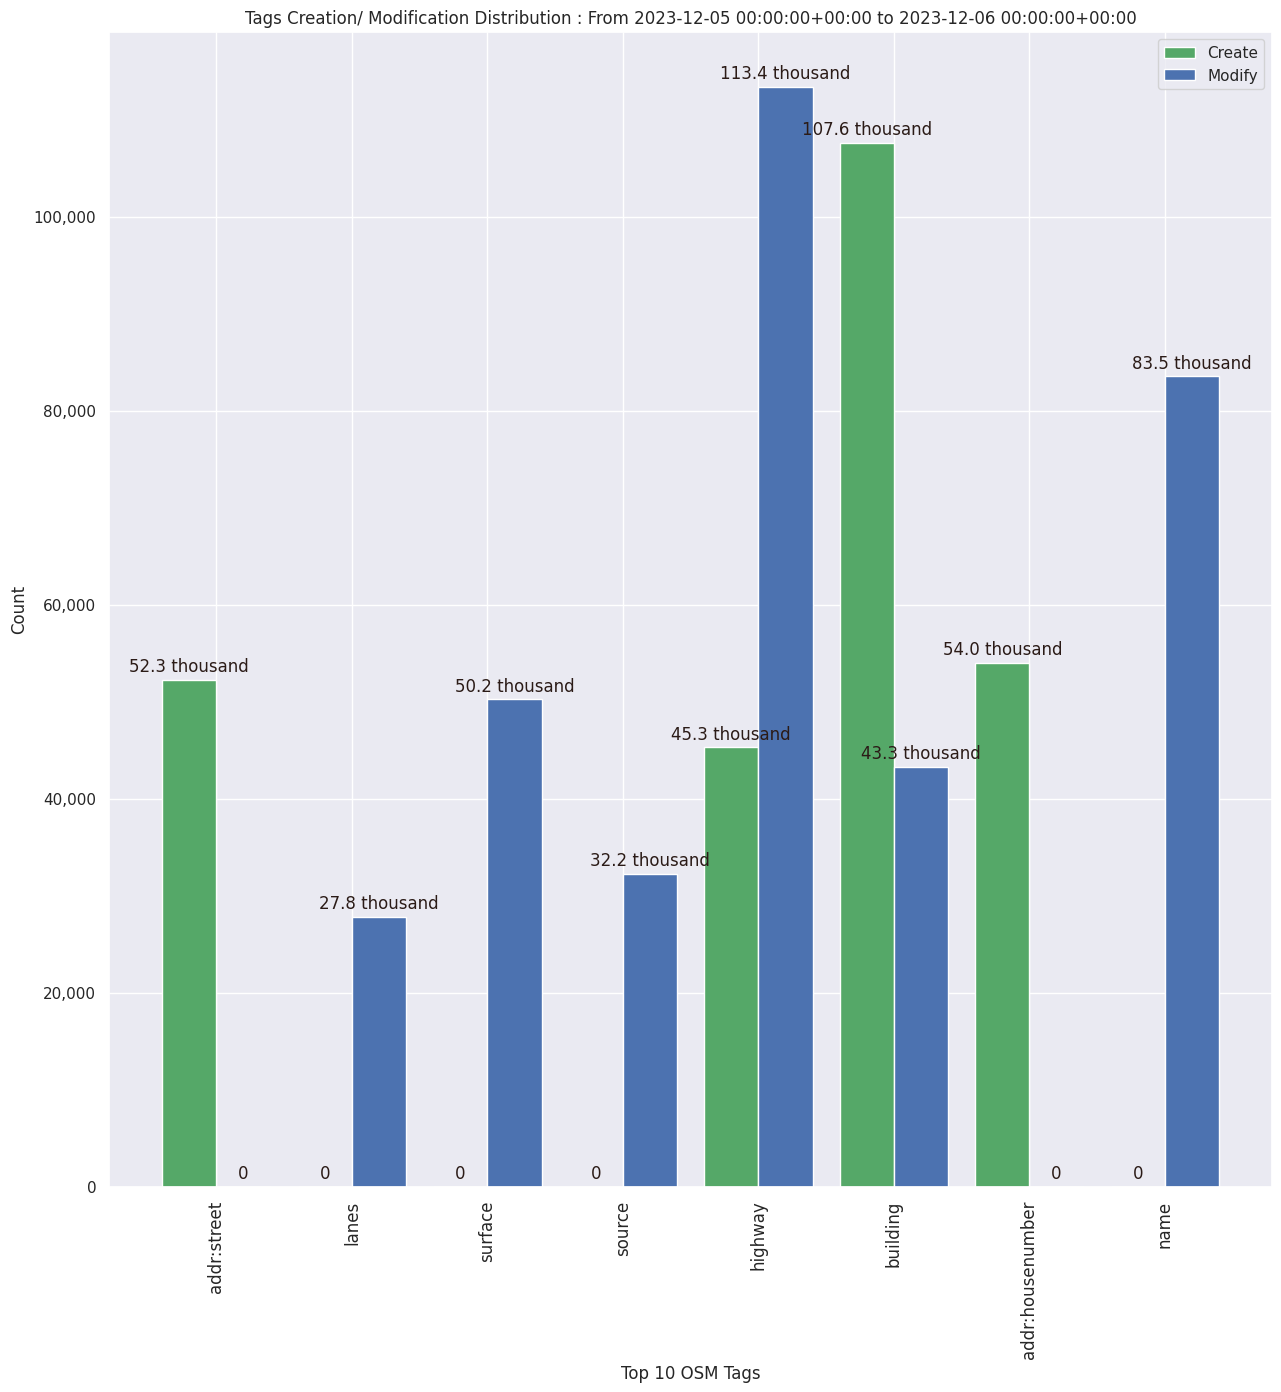 Tags Creation/ Modification Distribution : From 2023-12-05 00:00:00+00:00 to 2023-12-06 00:00:00+00:00
Create
Modify
113.4 thousand
107.6 thousand
83.5 thousand
52.3 thousand
50.2 thousand
45.3 thousand
43.3 thousand
54.0 thousand
32.2 thousand
27.8 thousand
0
0
0
0
0
0
100,000
80,000
60,000
40,000
20,000
0
Count
addr:street
lanes
surface
source
highway
building
addr:housenumber
name
Top 10 OSM Tags